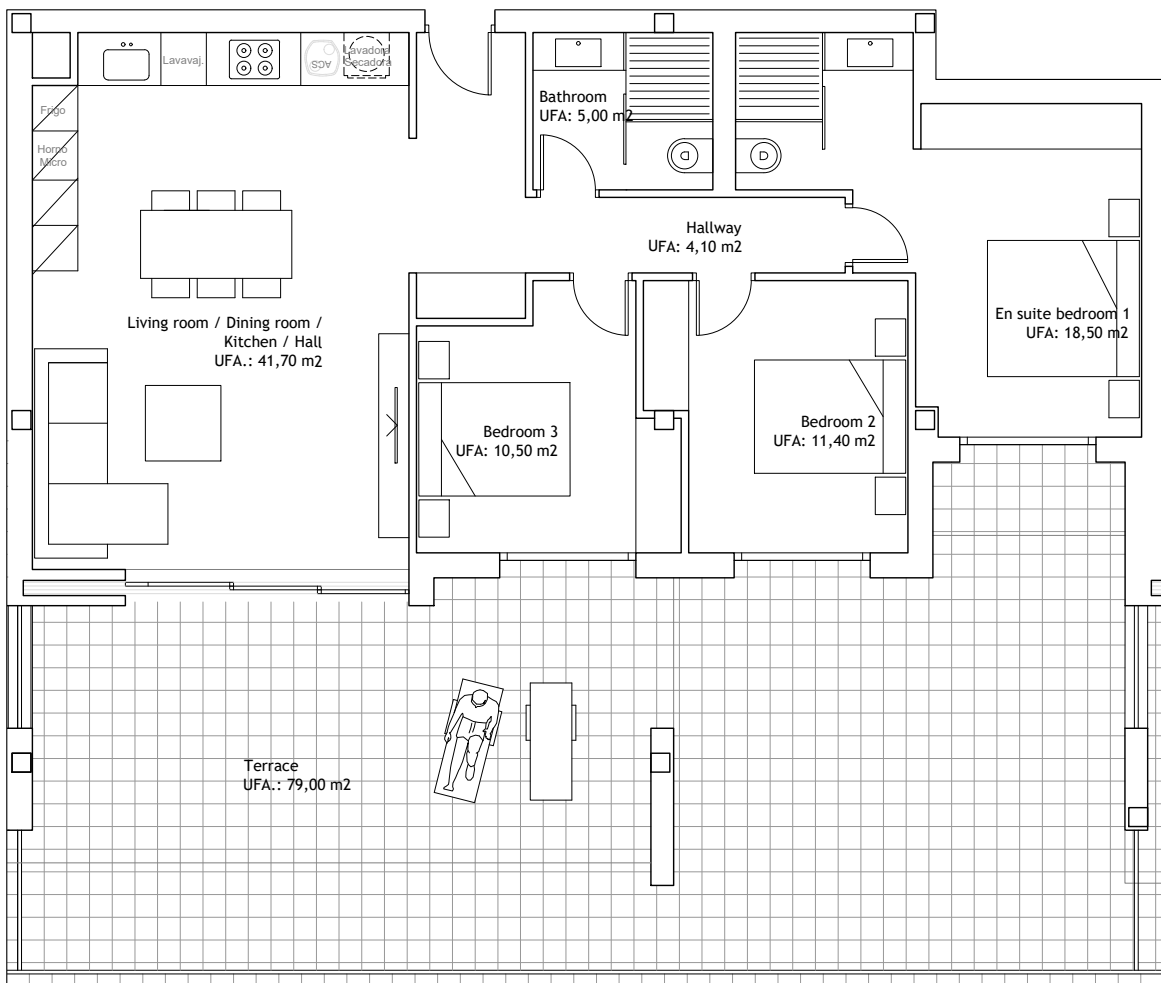 Lavavaj.
ACS
Lavadora
Secadora
Frigo
Horno
Micro
Bathroom
UFA: 5,00 m2
Hallway
UFA: 4,10 m2
Living room / Dining room /
Kitchen / Hall
UFA.: 41,70 m2
En suite bedroom 1
UFA: 18,50 m2
Bedroom 3
UFA: 10,50 m2
Bedroom 2
UFA: 11,40 m2
Terrace
UFA.: 79,00 m2